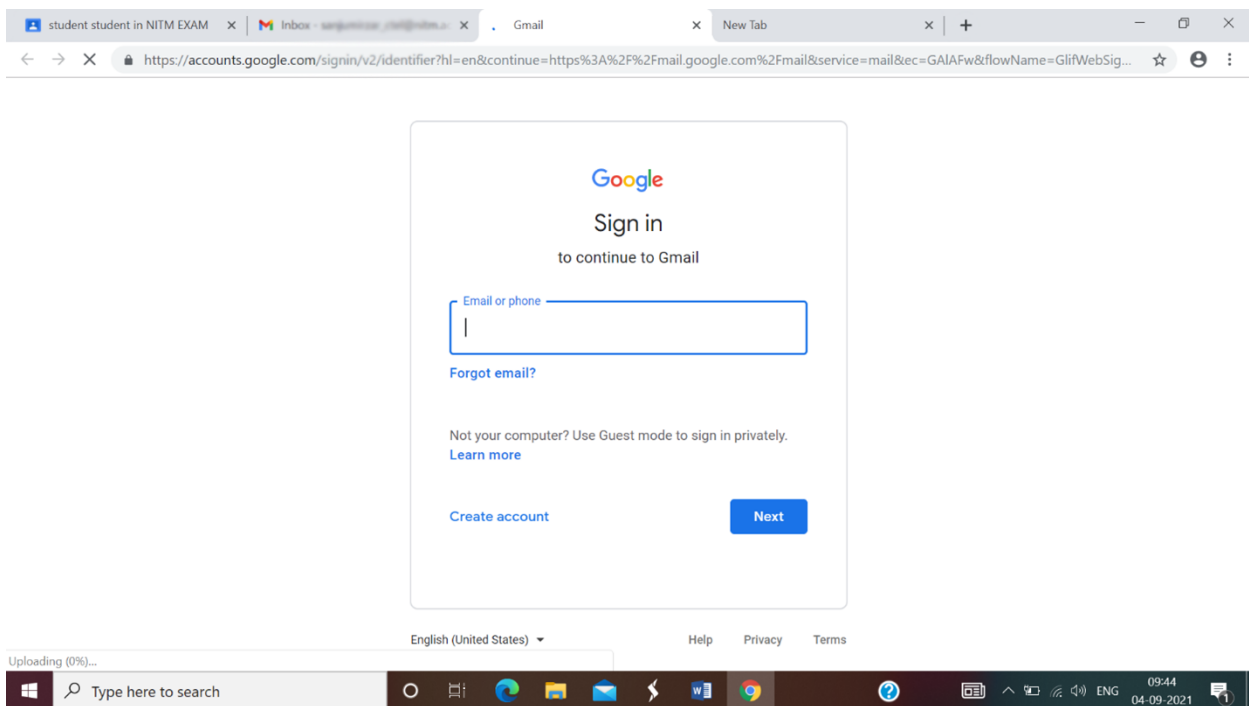 student student in NITM EXAM
Inbox -
Gmail
New Tab
https://accounts.google.com/signin/v2/identifier?hl=en&continue=https%3A%2F%2Fmail.google.com%2Fmail&service=mail&ec=GAlAFw&flowName=GlifWebSig...
Google
Sign in
to continue to Gmail
Email or phone
Forgot email?
Not your computer? Use Guest mode to sign in privately.
Learn more
Create account
Next
English (United States)
Help Privacy Terms
Uploading (0%)...
Type here to search
ENG
09:44
04-09-2021
1